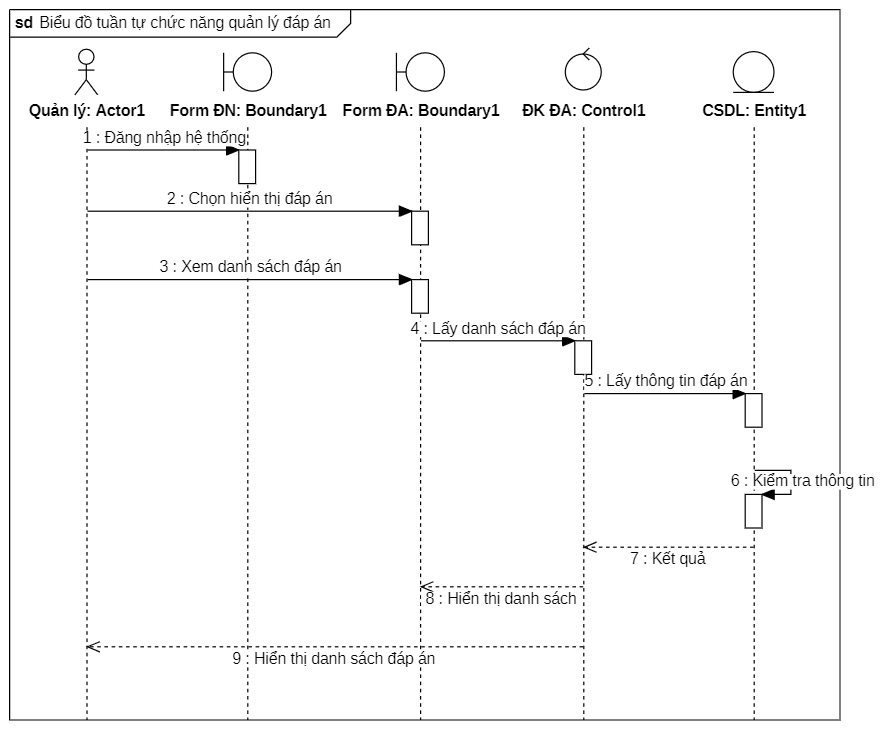 sd Biểu đồ tuần tự chức năng quản lý đáp án
Quản lý: Actor1
Form ĐN: Boundary1
Form ĐA: Boundary1
ĐK ĐA: Control1
CSDL: Entity1
1 : Đăng nhập hệ thống
2 : Chọn hiển thị đáp án
3 : Xem danh sách đáp án
4 : Lấy danh sách đáp án
5 : Lấy thông tin đáp án
6 : Kiểm tra thông tin
7 : Kết quả
8 : Hiển thị danh sách
9 : Hiển thị danh sách đáp án